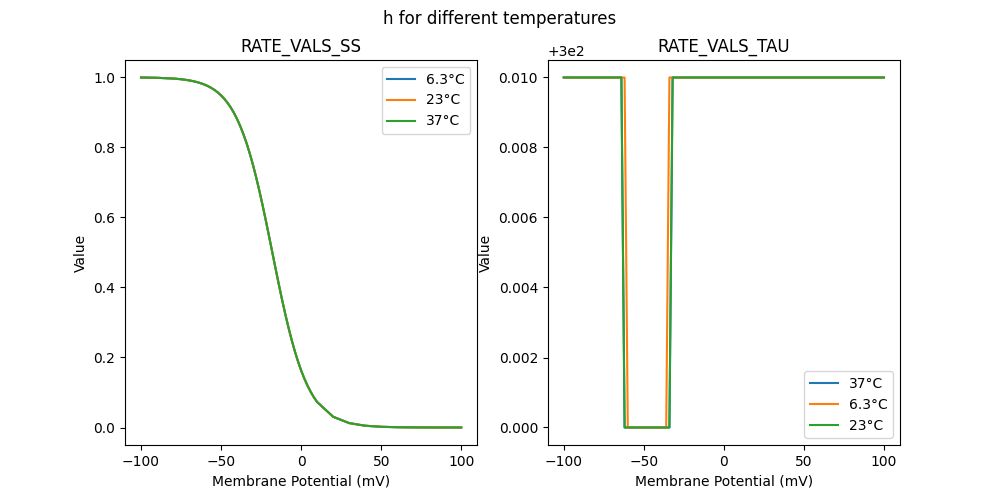 h for different temperatures
RATE_VALS_SS
1.0
0.8
0.6
0.4
0.2
0.0
Value
−100
−50
0
50
100
Membrane Potential (mV)
6.3°C
23°C
37°C
RATE_VALS_TAU
+3e2
0.010
0.008
0.006
0.004
0.002
0.000
Value
−100
−50
0
50
100
Membrane Potential (mV)
37°C
6.3°C
23°C